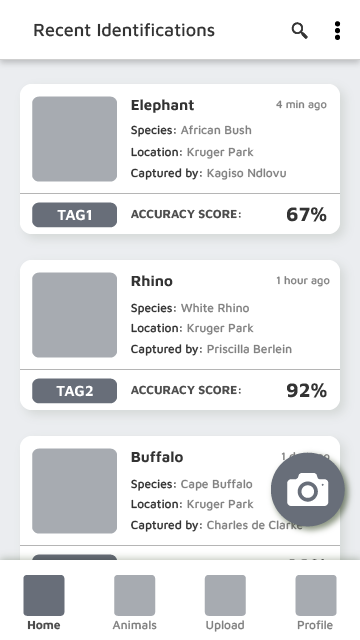 Recent Identifications
Elephant
4 min ago
Species: African Bush
Location: Kruger Park
Captured by: Kagiso Ndlovu
TAG1
ACCURACY SCORE:
67%
Rhino
1 hour ago
Species: White Rhino
Location: Kruger Park
Captured by: Priscilla Berlein
TAG2
ACCURACY SCORE:
92%
Buffalo
Species: Cape Buffalo
Location: Kruger Park
Captured by: Charles de Clarke
Home
Animals
Upload
Profile